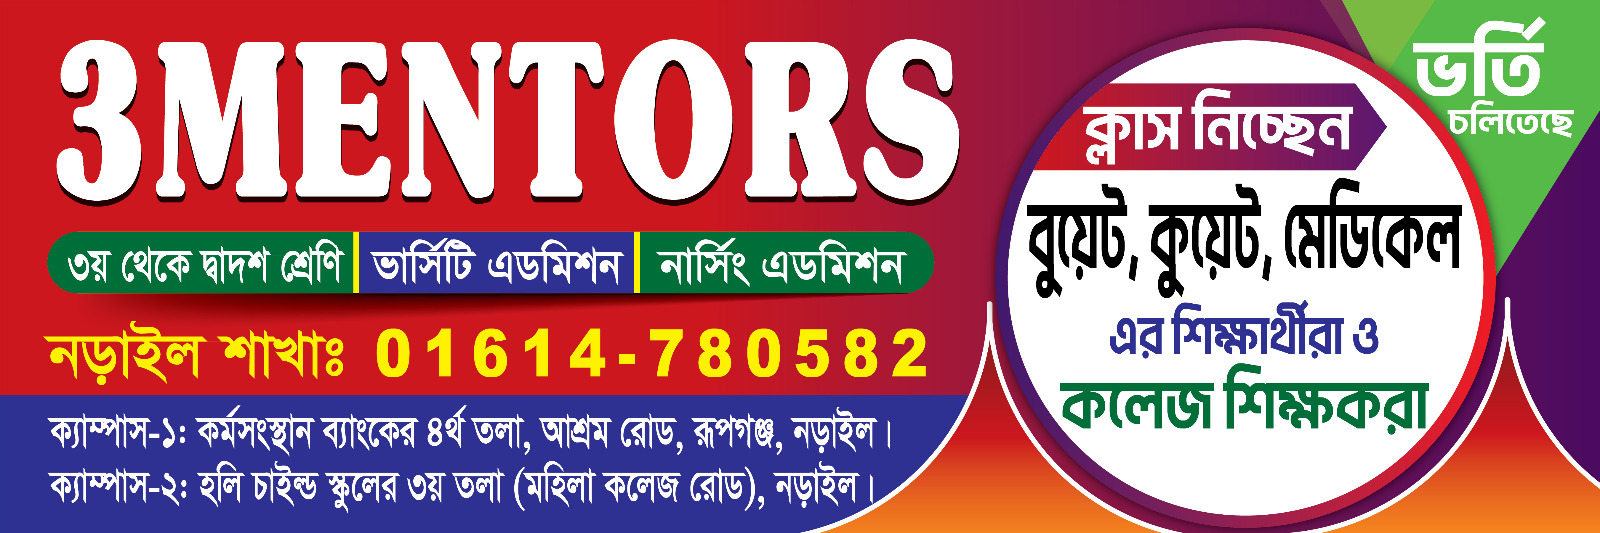 3MENTORS
৩য় থেকে দ্বাদশ শ্রেণি ভার্সিটি এডমিশন নার্সিং এডমিশন
নড়াইল শাখাঃ 01614-780582
ক্যাম্পাস-১: কর্মসংস্থান ব্যাংকের ৪র্থ তলা, আশ্রম রোড, রূপগঞ্জ, নড়াইল।
ক্যাম্পাস-২: হলি চাইল্ড স্কুলের ৩য় তলা (মহিলা কলেজ রোড), নড়াইল।
ভর্তি
চলিতেছে
ক্লাস নিচ্ছেন
বুয়েট, কুয়েট, মেডিকেল
এর শিক্ষার্থীরা ও
কলেজ শিক্ষকরা